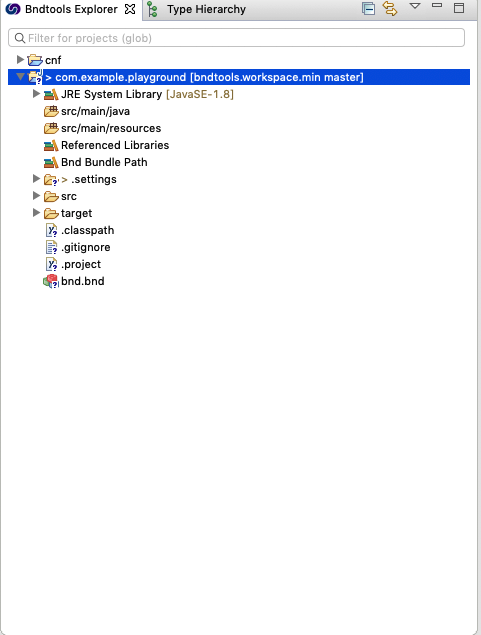 Bndtools Explorer Type Hierarchy
Filter for projects (glob)
cnf
> com.example.playground [bndtools.workspace.min master]
JRE System Library [JavaSE-1.8]
src/main/java
src/main/resources
Referenced Libraries
Bnd Bundle Path
> .settings
src
target
.classpath
.gitignore
.project
bnd.bnd